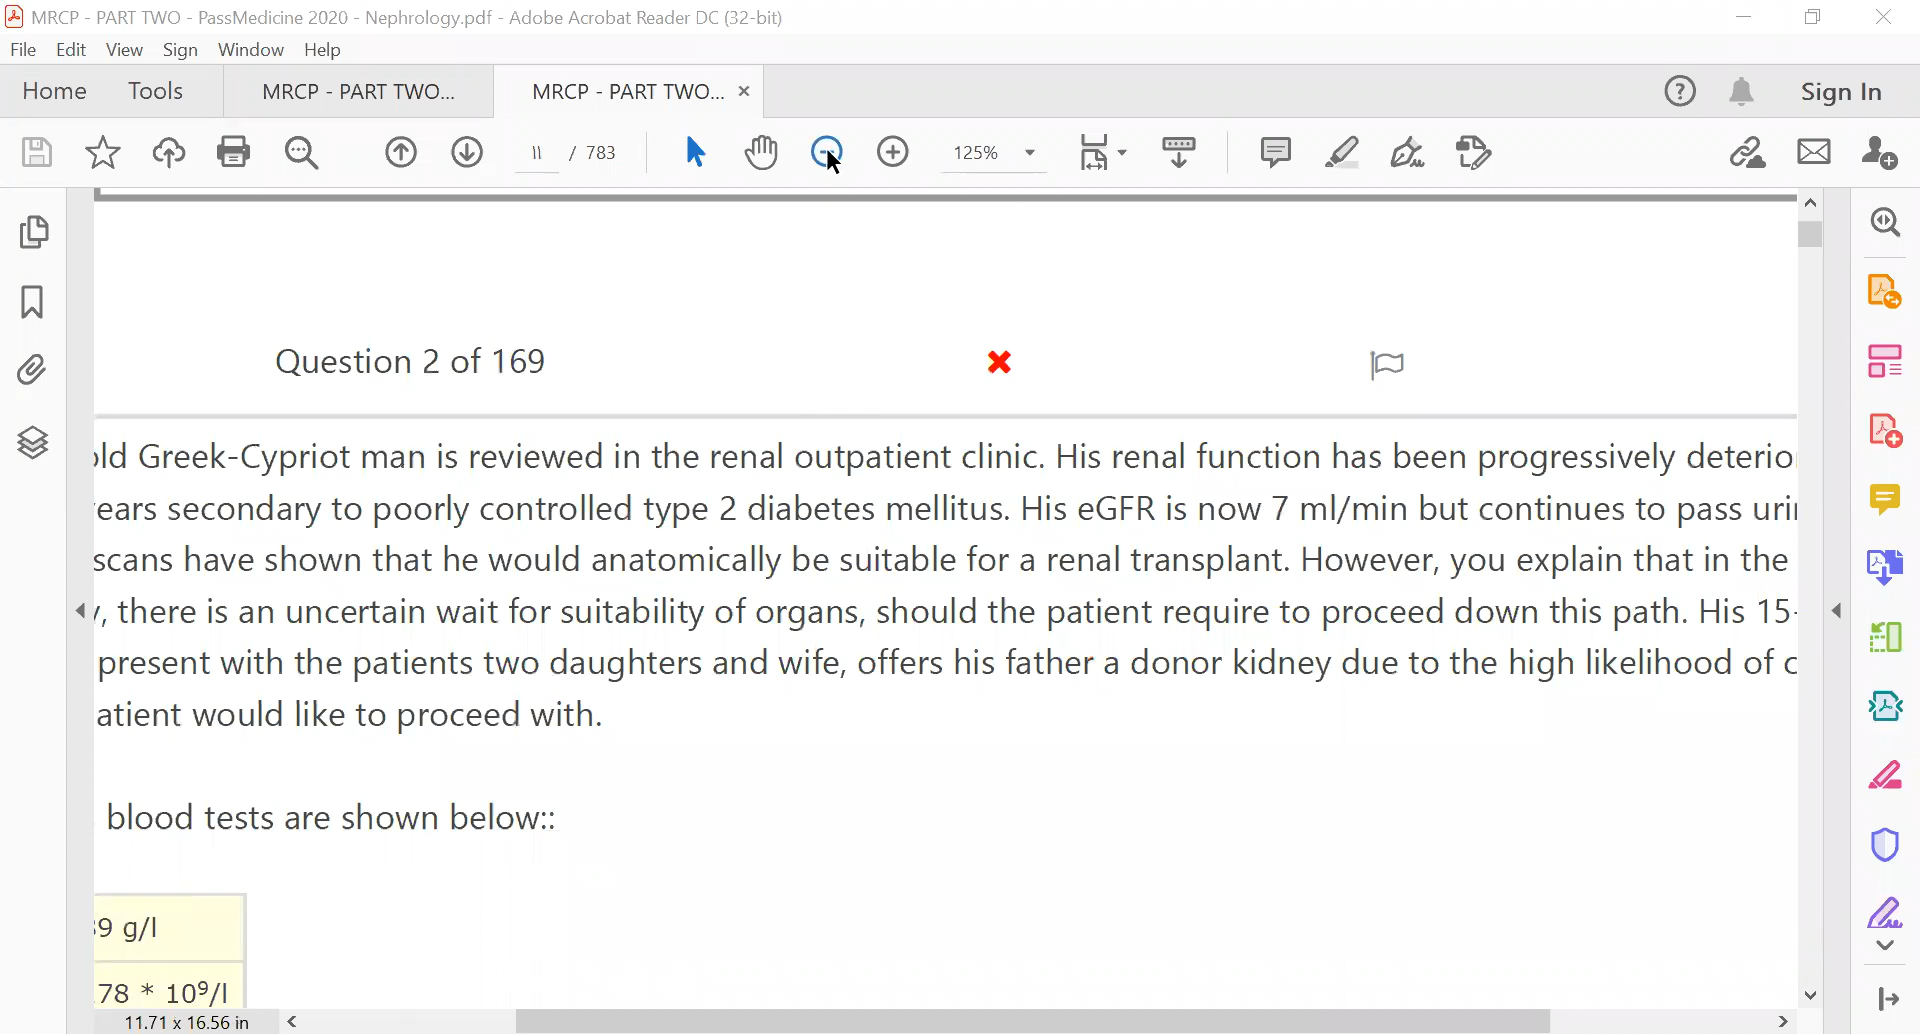 MRCP - PART TWO - PassMedicine 2020 - Nephrology.pdf - Adobe Acrobat Reader DC (32-bit)
File Edit View Sign Window Help
Home Tools MRCP - PART TWO... MRCP - PART TWO... × Sign In
11 / 783 125%
Question 2 of 169
old Greek-Cypriot man is reviewed in the renal outpatient clinic. His renal function has been progressively deterio
ears secondary to poorly controlled type 2 diabetes mellitus. His eGFR is now 7 ml/min but continues to pass uri
scans have shown that he would anatomically be suitable for a renal transplant. However, you explain that in the
, there is an uncertain wait for suitability of organs, should the patient require to proceed down this path. His 15-
present with the patients two daughters and wife, offers his father a donor kidney due to the high likelihood of c
atient would like to proceed with.
blood tests are shown below::
9 g/l
78 * 10⁹/l
11.71 x 16.56 in